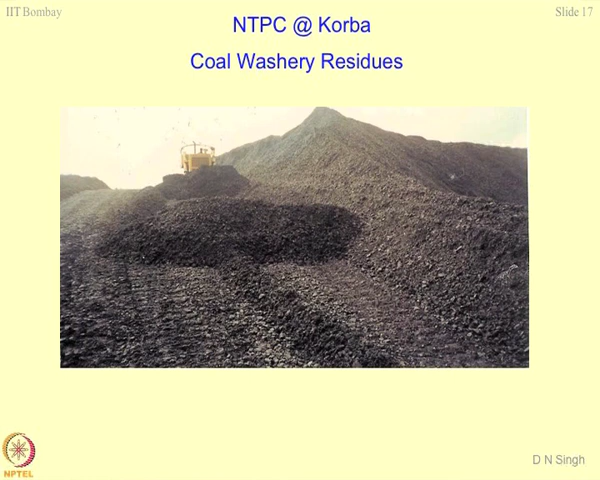 IIT Bombay
Slide 17
NTPC @ Korba
Coal Washery Residues
NPTEL
D N Singh